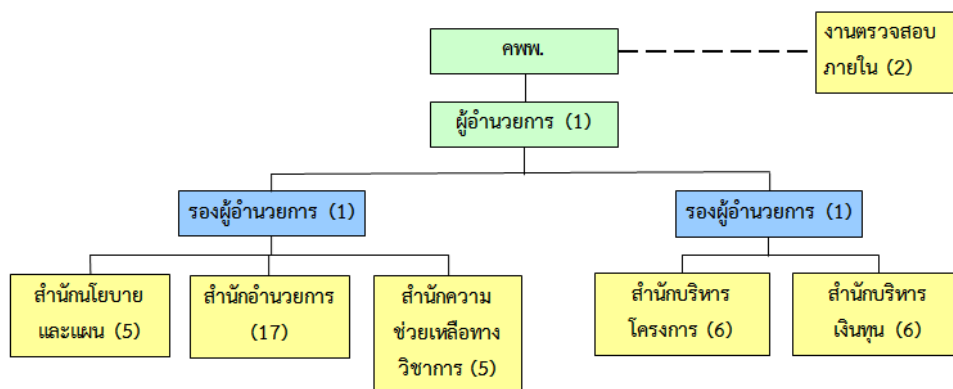 คพพ.
งานตรวจสอบ
ภายใน (2)
ผู้อำนวยการ (1)
รองผู้อำนวยการ (1)
รองผู้อำนวยการ (1)
สำนักนโยบาย
และแผน (5)
สำนักอำนวยการ
(17)
สำนักความ
ช่วยเหลือทาง
วิชาการ (5)
สำนักบริหาร
โครงการ (6)
สำนักบริหาร
เงินทุน (6)